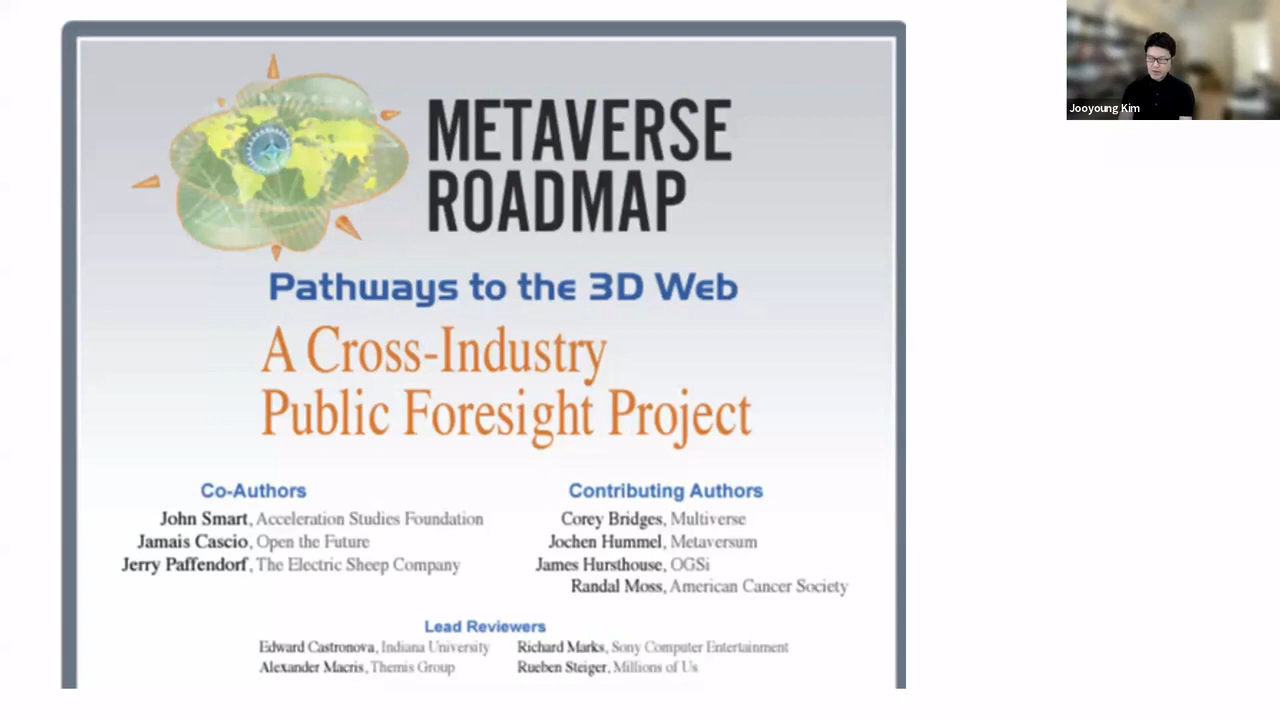 METAVERSE
ROADMAP
Pathways to the 3D Web
A Cross-Industry
Public Foresight Project
Co-Authors
John Smart, Acceleration Studies Foundation
Jamais Cascio, Open the Future
Jerry Paffendorf, The Electric Sheep Company
Contributing Authors
Corey Bridges, Multiverse
Jochen Hummel, Metaversum
James Hursthouse, OGSi
Randal Moss, American Cancer Society
Lead Reviewers
Edward Castronova, Indiana University
Alexander Macris, Themis Group
Richard Marks, Sony Computer Entertainment
Rueben Steiger, Millions of Us
Jooyoung Kim